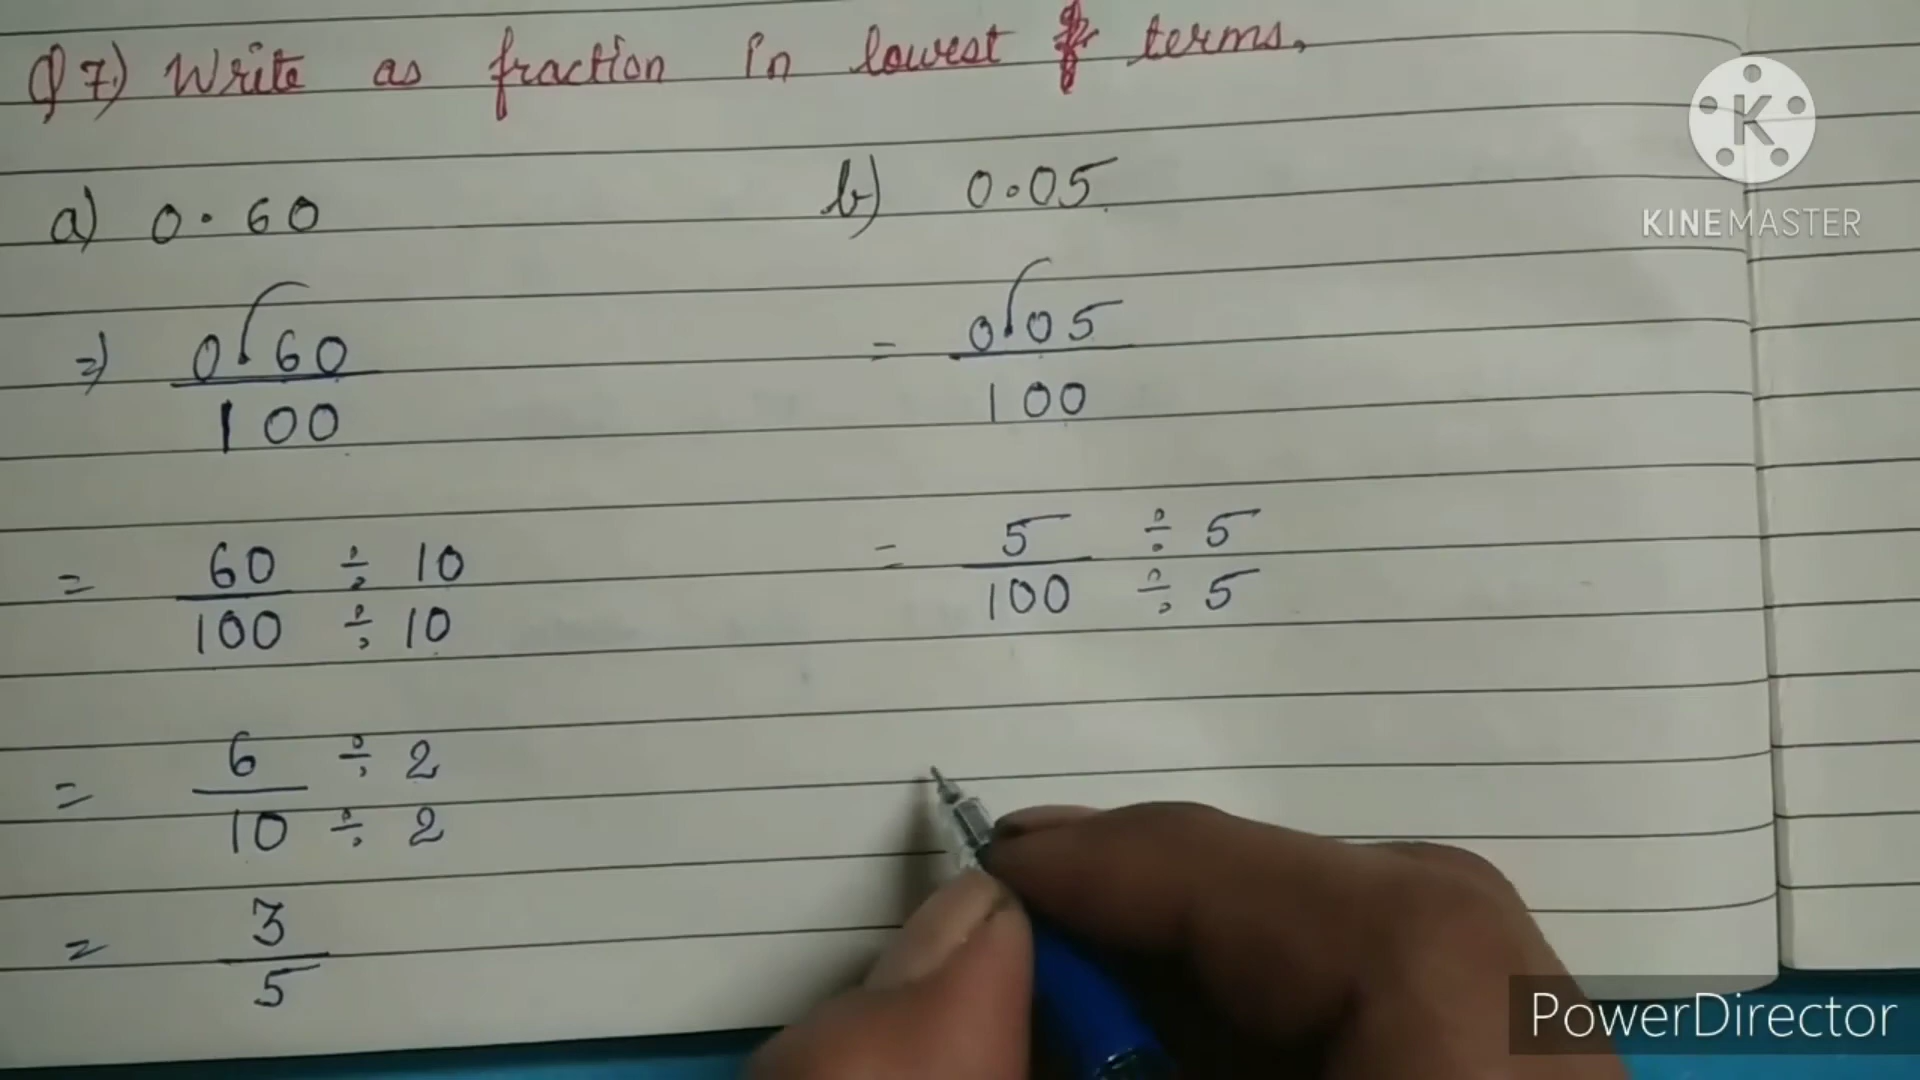 Q7.) Write as fraction in lowest terms.
a) 0.60
⇒ 0.60
100
= 60 ÷ 10
100 ÷ 10
= 6 ÷ 2
10 ÷ 2
= 3
5
b) 0.05
= 0.05
100
= 5 ÷ 5
100 ÷ 5
K
KINEMASTER
PowerDirector